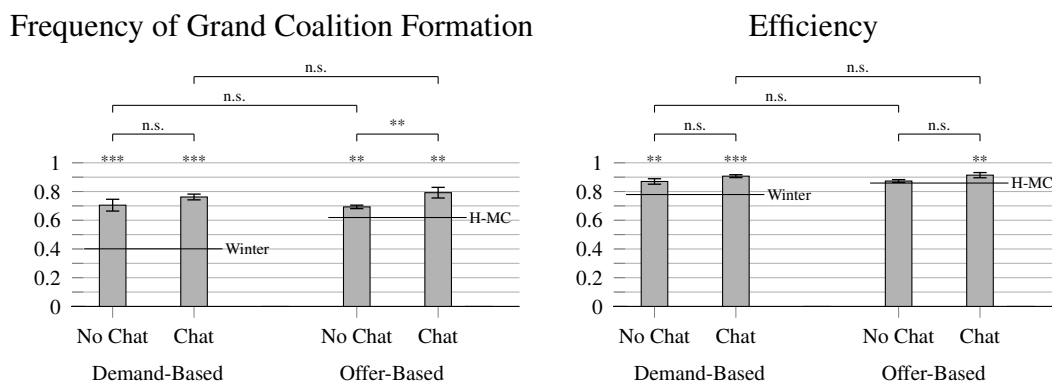 Frequency of Grand Coalition Formation
n.s.
n.s.
n.s.
**
*** *** ** **
1
0.8
0.6
0.4
0.2
0
Winter
H-MC
No Chat Chat No Chat Chat
Demand-Based Offer-Based
Efficiency
n.s.
n.s.
n.s. n.s.
** *** **
1
0.8
0.6
0.4
0.2
0
Winter
H-MC
No Chat Chat No Chat Chat
Demand-Based Offer-Based